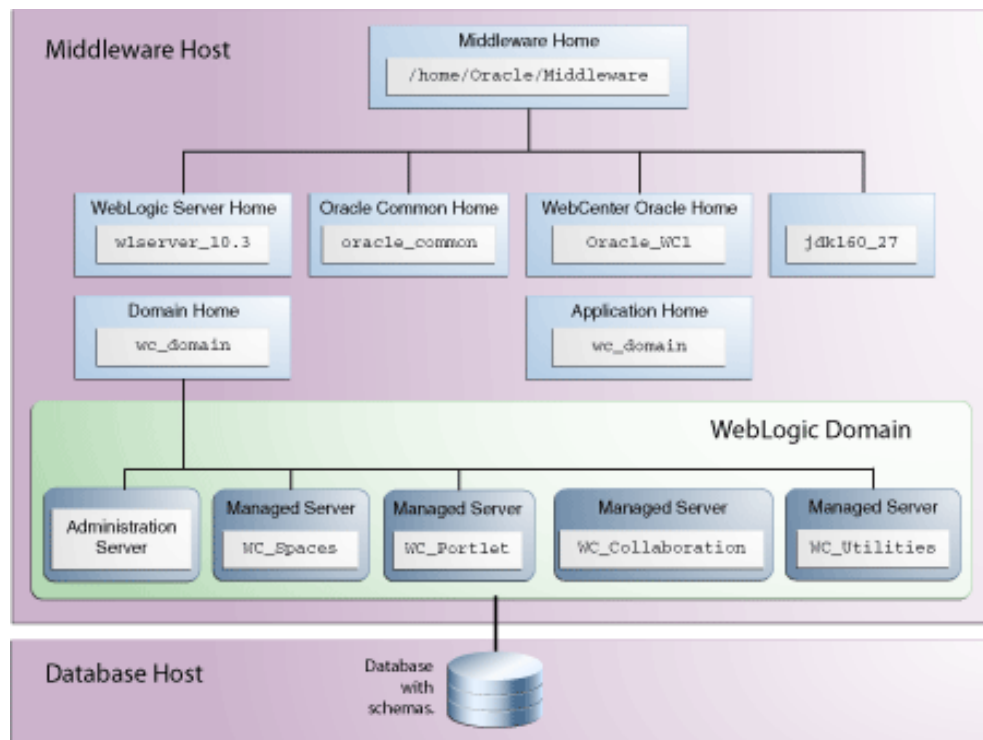 Middleware Host
Middleware Home
/home/Oracle/Middleware
WebLogic Server Home
wlserver_10.3
Oracle Common Home
oracle_common
WebCenter Oracle Home
Oracle_WC1
jdk160_27
Domain Home
wc_domain
Application Home
wc_domain
WebLogic Domain
Administration
Server
Managed Server
WC_Spaces
Managed Server
WC_Portlet
Managed Server
WC_Collaboration
Managed Server
WC_Utilities
Database Host
Database
with
schemas.